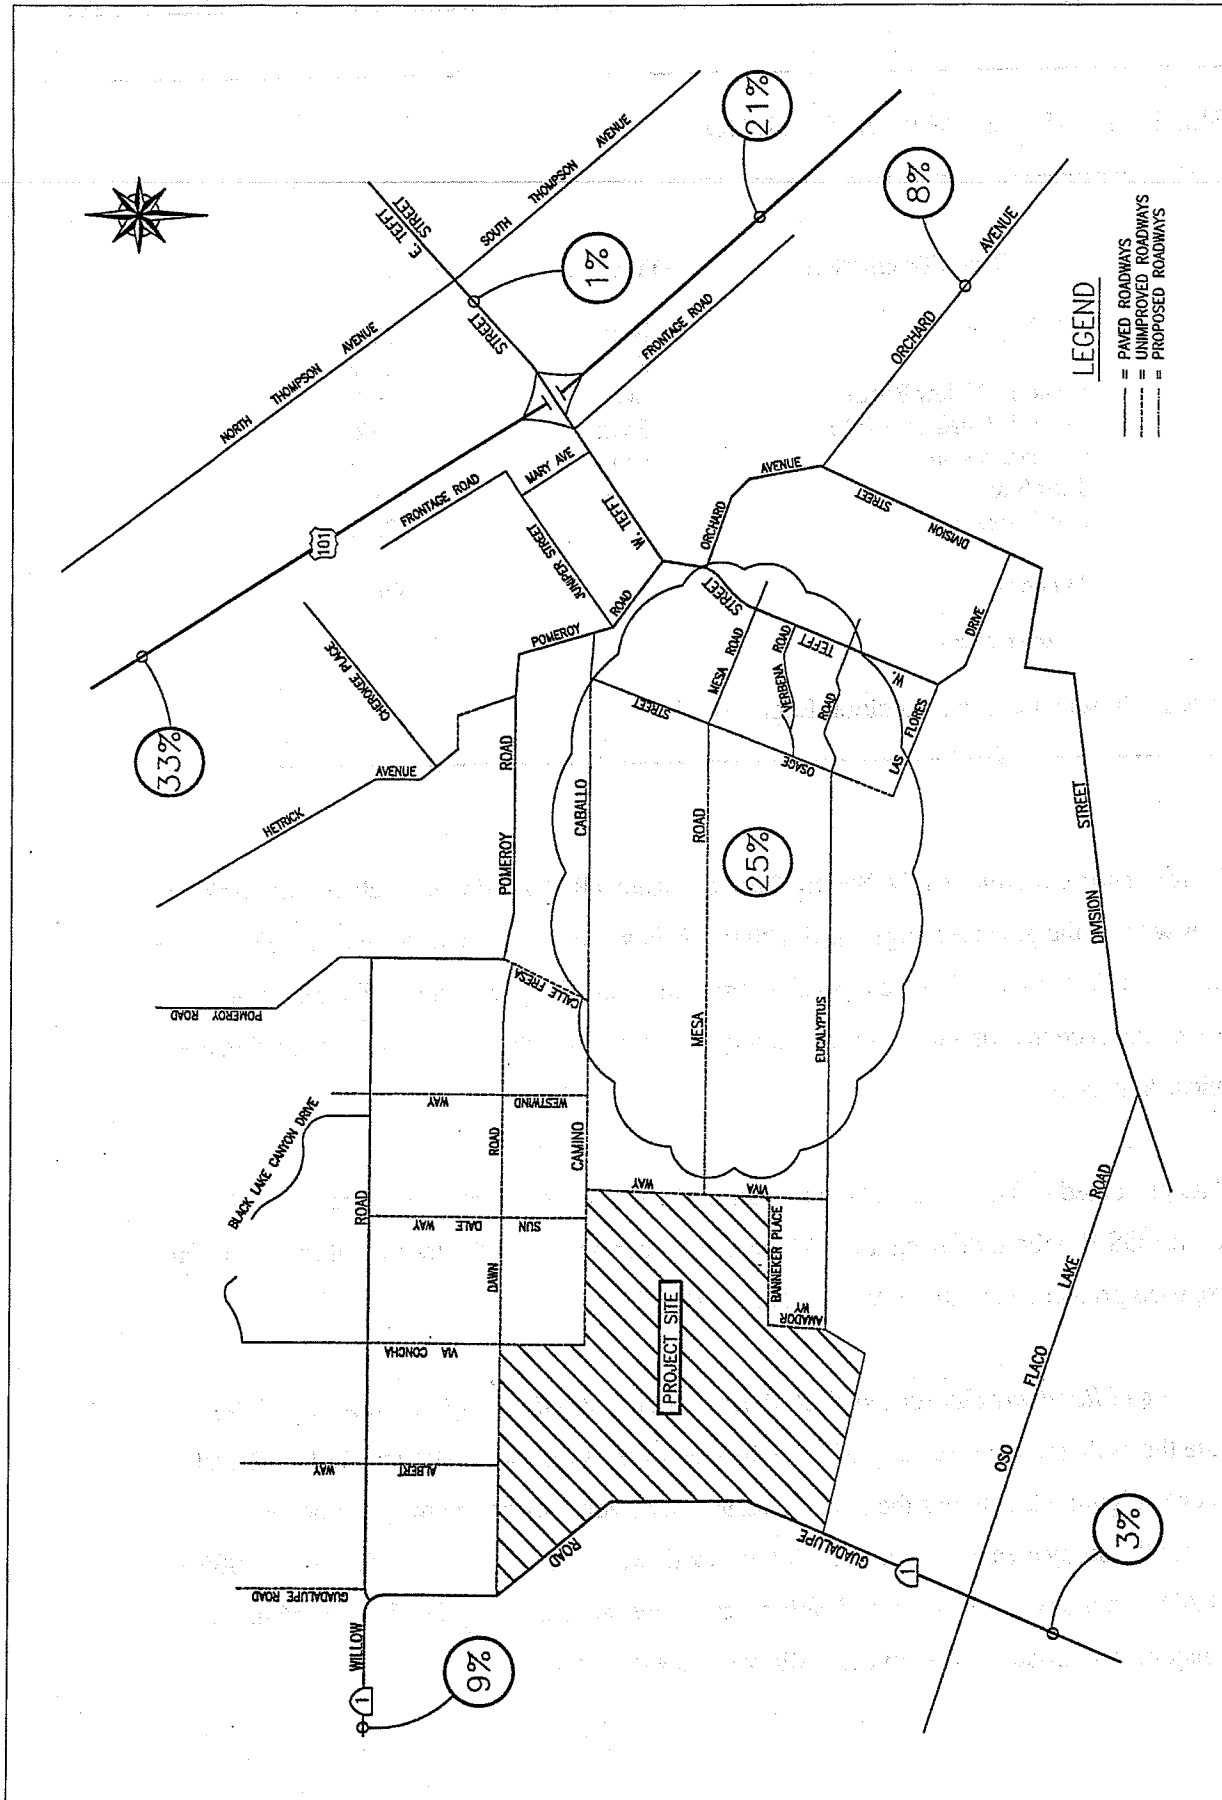 21%
8%
1%
33%
25%
3%
9%
E. TEFFT
STREET
SOUTH THOMPSON AVENUE
NORTH THOMPSON AVENUE
STREET
FRONTAGE ROAD
ORCHARD AVENUE
101
FRONTAGE ROAD
MARY AVE
JUNIPER STREET
W. TEFFT
CHEROKEE PLACE
POMEROY
ROAD
ORCHARD
AVENUE
STREET
DIVISION
STREET
MESA ROAD
VERBENA ROAD
TEFFT
ROAD
W.
DRIVE
LAS FLORES
OSAGE
STREET
HETRICK AVENUE
POMEROY ROAD
CABALLO
MESA ROAD
EUCALYPTUS
DIVISION STREET
POMEROY ROAD
CALLE FRESA
WESTWIND WAY
BLACK LAKE CANYON DRIVE
ROAD
SUN DALE WAY
DAWN ROAD
CAMINO
VIVA WAY
BANNEKER PLACE
AMADOR
WY
PROJECT SITE
VIA CONCHA
ALBERT WAY
GUADALUPE ROAD
WILLOW
1
GUADALUPE ROAD
1
OSO FLACO LAKE ROAD
LEGEND
= PAVED ROADWAYS
= UNIMPROVED ROADWAYS
= PROPOSED ROADWAYS